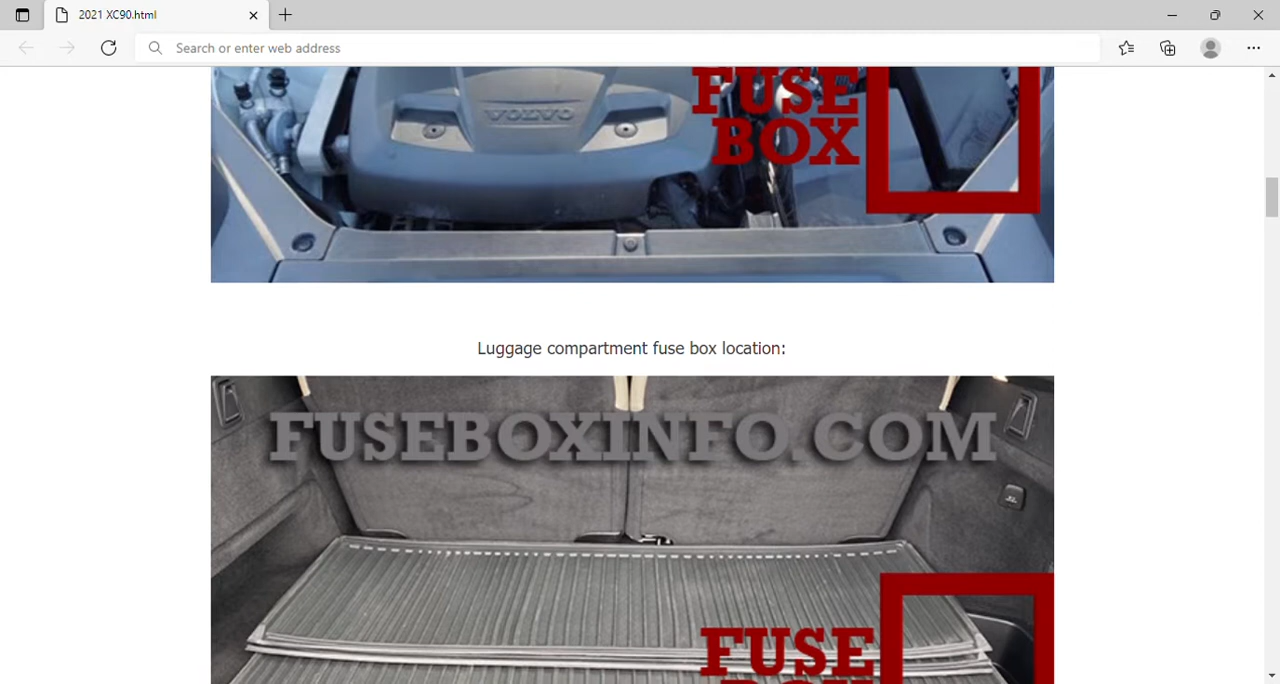 2021 XC90.html
Search or enter web address
FUSE
BOX
VOLVO
Luggage compartment fuse box location:
FUSEBOXINFO.COM
FUSE